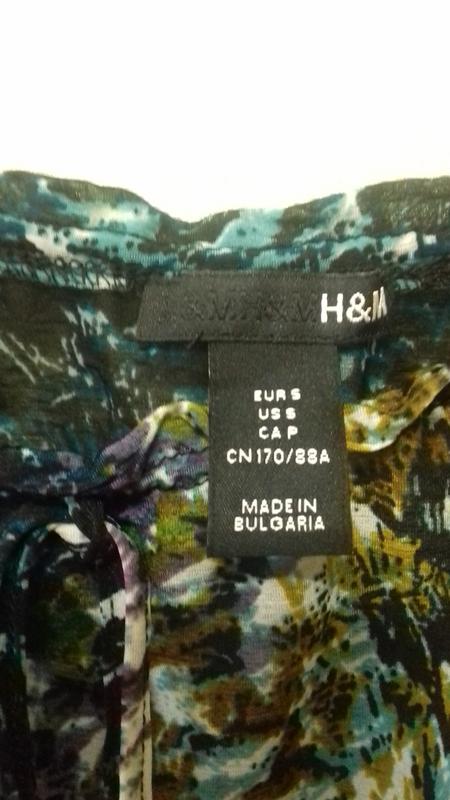 H&M
EUR S
US S
CA P
CN 170/88A
MADE IN
BULGARIA